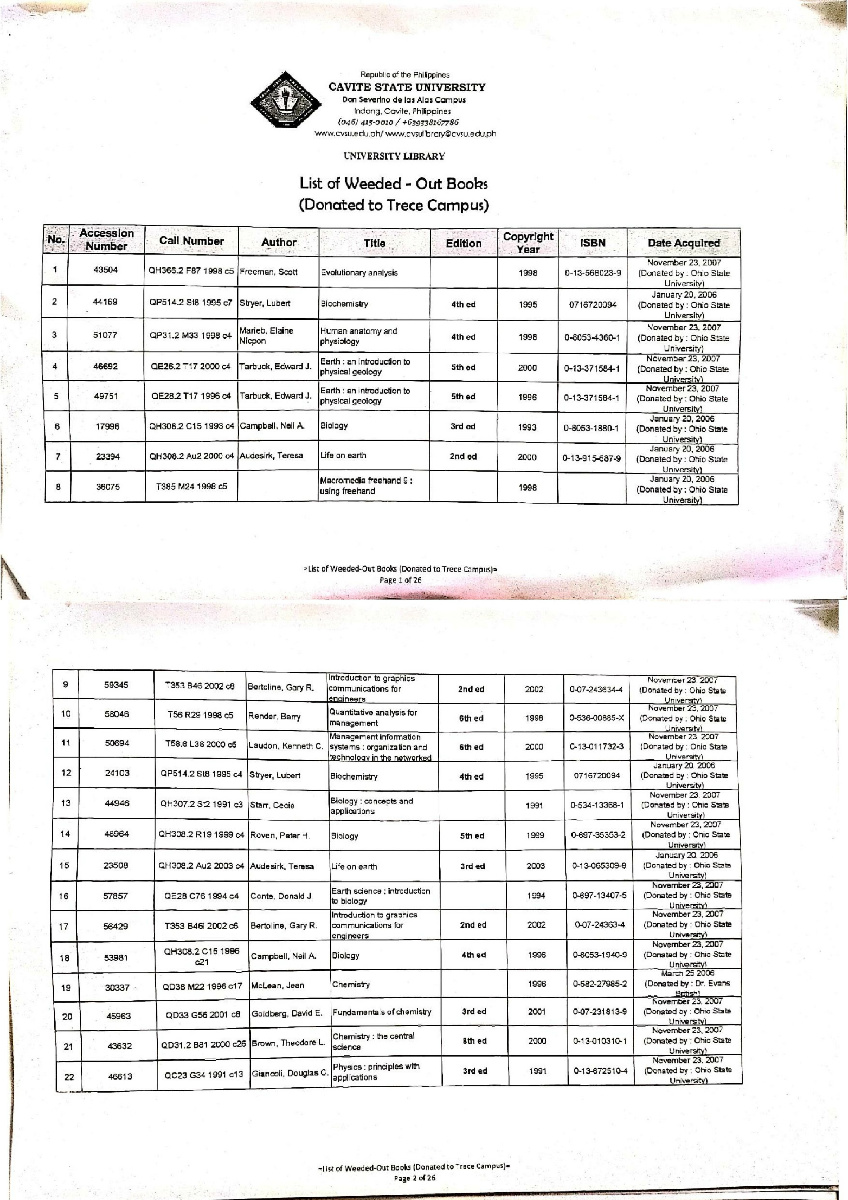 Republic of the Philippines
CAVITE STATE UNIVERSITY
Don Severino de las Alas Campus
Indang, Cavite, Philippines
(046) 415-0010 / +639338167786
www.cvsu.edu.ph/ www.cvsulibrary@cvsu.edu.ph
UNIVERSITY LIBRARY
List of Weeded - Out Books
(Donated to Trece Campus)
No. Accession Number Call Number Author Title Edition Copyright Year ISBN Date Acquired
1 43504 QH365.2 F87 1998 c5 Freeman, Scott Evolutionary analysis 1998 0-13-568023-9 November 23, 2007 (Donated by : Ohio State University)
2 44169 QP514.2 St8 1995 c7 Stryer, Lubert Biochemistry 4th ed 1995 0716720094 January 20, 2006 (Donated by : Ohio State University)
3 51077 QP31.2 M33 1998 c4 Marieb, Elaine Nicpon Human anatomy and physiology 4th ed 1998 0-8053-4360-1 November 23, 2007 (Donated by : Ohio State University)
4 46692 QE26.2 T17 2000 c4 Tarbuck, Edward J. Earth : an introduction to physical geology 5th ed 2000 0-13-371584-1 November 23, 2007 (Donated by : Ohio State University)
5 49751 QE28.2 T17 1996 c4 Tarbuck, Edward J. Earth : an introduction to physical geology 5th ed 1996 0-13-371584-1 November 23, 2007 (Donated by : Ohio State University)
6 17996 QH308.2 C15 1993 c4 Campbell, Neil A. Biology 3rd ed 1993 0-8053-1880-1 January 20, 2006 (Donated by : Ohio State University)
7 23394 QH308.2 Au2 2000 c4 Audesirk, Teresa Life on earth 2nd ed 2000 0-13-915-687-9 January 20, 2006 (Donated by : Ohio State University)
8 36075 T385 M24 1998 c5 Macromedia freehand 8 : using freehand 1998 January 20, 2006 (Donated by : Ohio State University)
=List of Weeded-Out Books (Donated to Trece Campus)=
Page 1 of 26
9 59345 T353 B46 2002 c8 Bertoline, Gary R. Introduction to graphics communications for engineers 2nd ed 2002 0-07-243634-4 November 23, 2007 (Donated by : Ohio State University)
10 58046 T56 R29 1998 c5 Render, Barry Quantitative analysis for management 6th ed 1998 0-536-00885-X November 23, 2007 (Donated by : Ohio State University)
11 50694 T58.6 L36 2000 c5 Laudon, Kenneth C. Management information systems : organization and technology in the networked 6th ed 2000 0-13-011732-3 November 23, 2007 (Donated by : Ohio State University)
12 24103 QP514.2 St8 1995 c4 Stryer, Lubert Biochemistry 4th ed 1995 0716720094 January 20, 2006 (Donated by : Ohio State University)
13 44946 QH307.2 St2 1991 c3 Starr, Cecie Biology : concepts and applications 1991 0-534-13368-1 November 23, 2007 (Donated by : Ohio State University)
14 48964 QH308.2 R19 1999 c4 Raven, Peter H. Biology 5th ed 1999 0-697-35353-2 November 23, 2007 (Donated by : Ohio State University)
15 23508 QH308.2 Au2 2003 c4 Audesirk, Teresa Life on earth 3rd ed 2003 0-13-065309-8 January 20, 2006 (Donated by : Ohio State University)
16 57857 QE28 C76 1994 c4 Conte, Donald J. Earth science : introduction to biology 1994 0-697-13407-5 November 23, 2007 (Donated by : Ohio State University)
17 56429 T353 B46i 2002 c6 Bertoline, Gary R. Introduction to graphics communications for engineers 2nd ed 2002 0-07-24363-4 November 23, 2007 (Donated by : Ohio State University)
18 53981 QH308.2 C15 1996 c21 Campbell, Neil A. Biology 4th ed 1996 0-8053-1940-9 November 23, 2007 (Donated by : Ohio State University)
19 30337 QD38 M22 1996 c17 McLean, Jean Chemistry 1996 0-582-27985-2 March 25 2006 (Donated by : Dr. Evans British)
20 45963 QD33 G56 2001 c8 Goldberg, David E. Fundamentals of chemistry 3rd ed 2001 0-07-231813-9 November 23, 2007 (Donated by : Ohio State University)
21 43632 QD31.2 B81 2000 c26 Brown, Theodore L. Chemistry : the central science 8th ed 2000 0-13-010310-1 November 23, 2007 (Donated by : Ohio State University)
22 46613 QC23 G34 1991 c13 Giancoli, Douglas C. Physics : principles with applications 3rd ed 1991 0-13-672510-4 November 23, 2007 (Donated by : Ohio State University)
=List of Weeded-Out Books (Donated to Trece Campus)=
Page 2 of 26